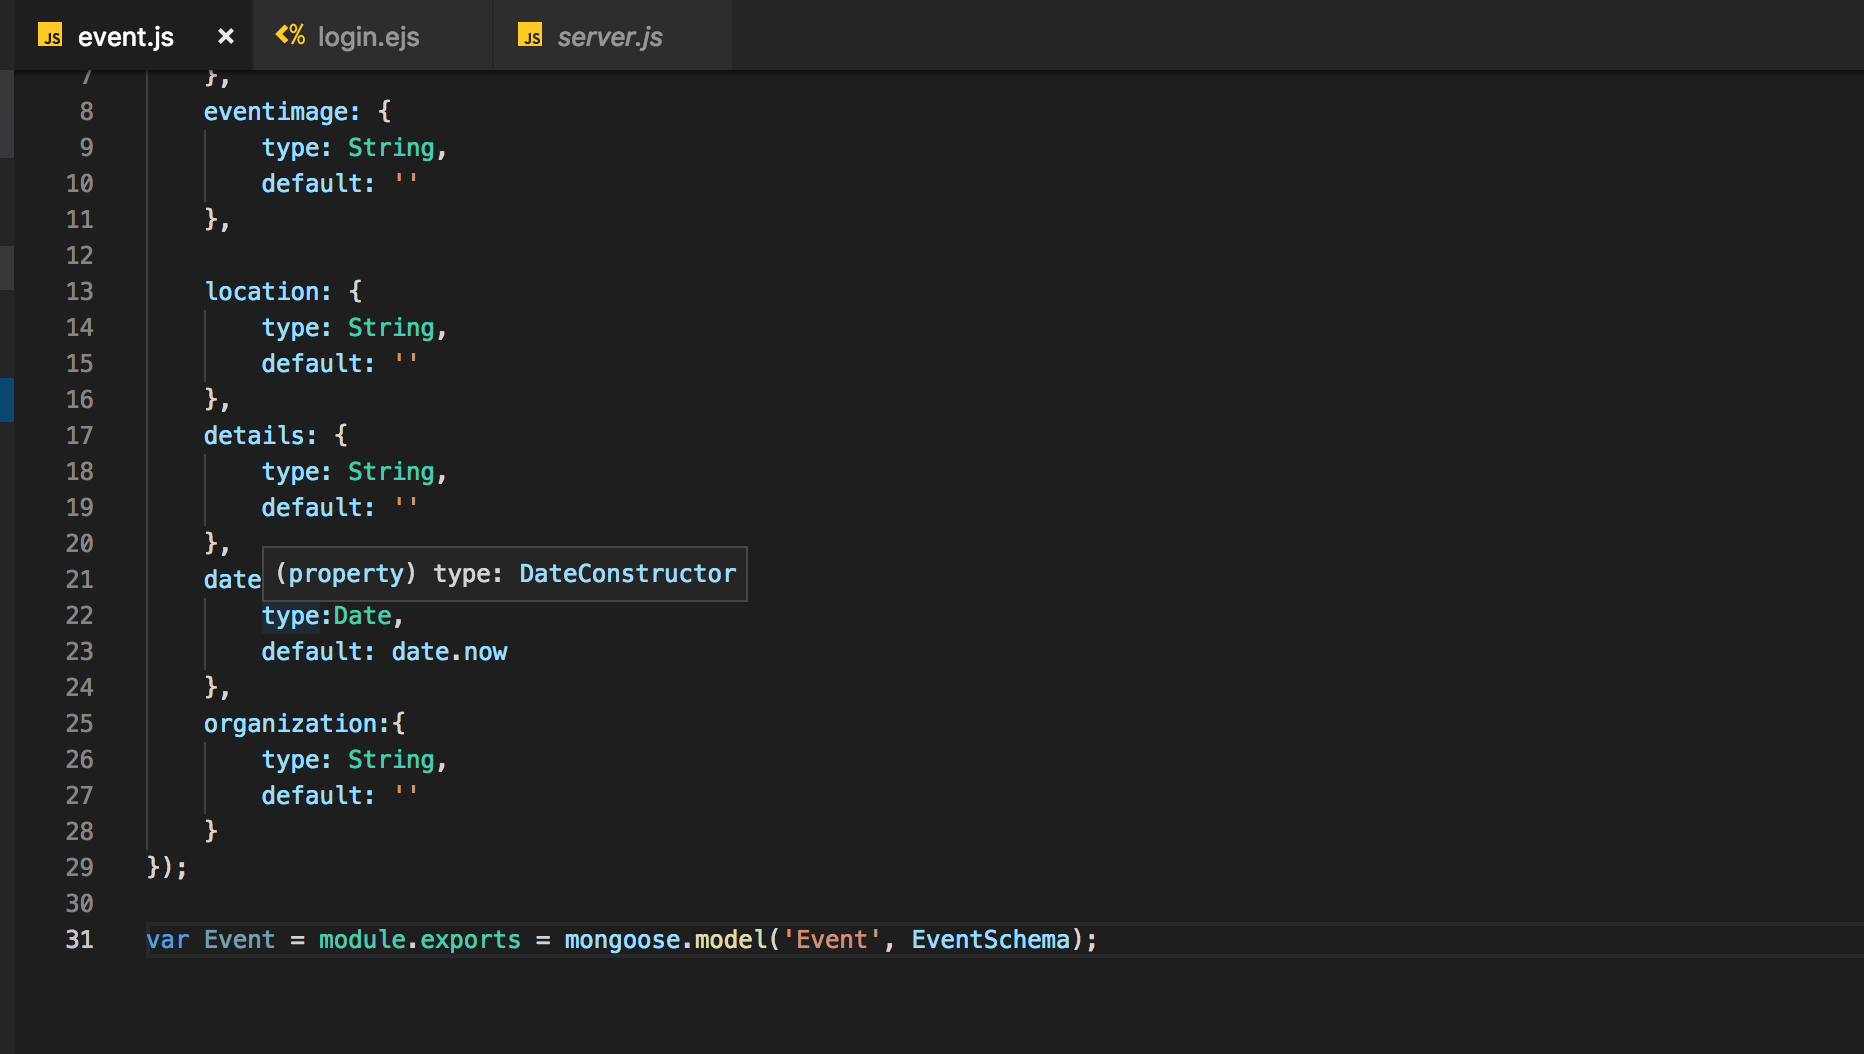 event.js × login.ejs server.js
7 },
8 eventimage: {
9 type: String,
10 default: ''
11 },
12
13 location: {
14 type: String,
15 default: ''
16 },
17 details: {
18 type: String,
19 default: ''
20 },
(property) type: DateConstructor
21 date
22 type:Date,
23 default: date.now
24 },
25 organization:{
26 type: String,
27 default: ''
28 }
29 });
30
31 var Event = module.exports = mongoose.model('Event', EventSchema);